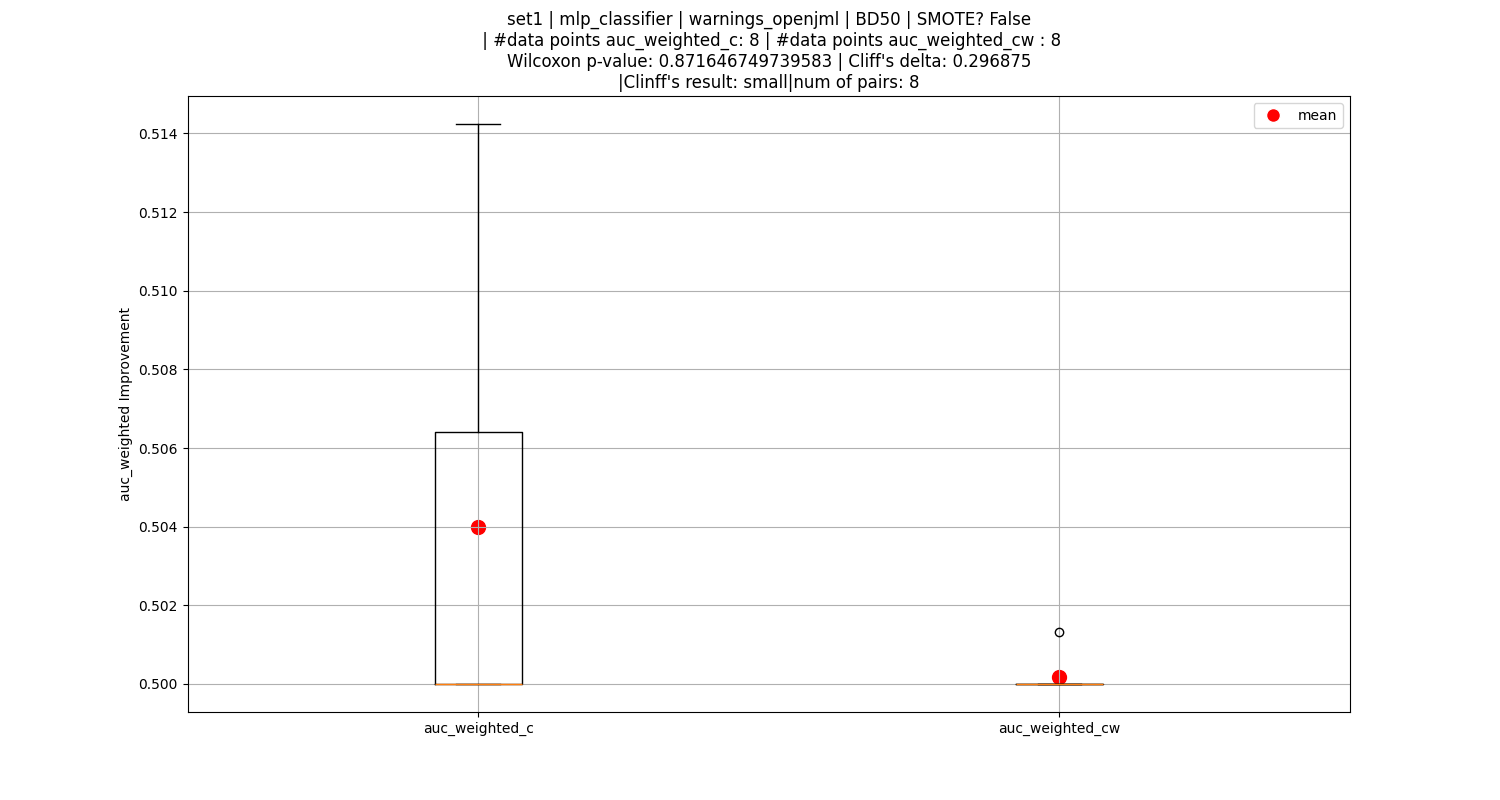 set1 | mlp_classifier | warnings_openjml | BD50 | SMOTE? False
| #data points auc_weighted_c: 8 | #data points auc_weighted_cw : 8
Wilcoxon p-value: 0.871646749739583 | Cliff's delta: 0.296875
|Clinff's result: small|num of pairs: 8
mean
0.514
0.512
0.510
0.508
0.506
0.504
0.502
0.500
auc_weighted Improvement
auc_weighted_c
auc_weighted_cw